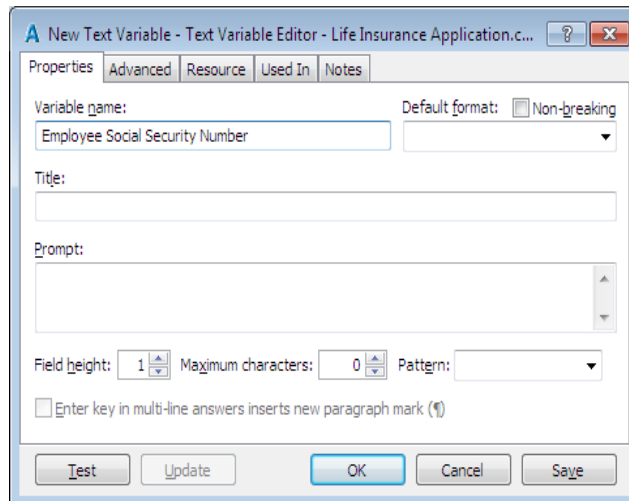 New Text Variable - Text Variable Editor - Life Insurance Application.c...
Properties Advanced Resource Used In Notes
Variable name: Default format: Non-breaking
Employee Social Security Number
Title:
Prompt:
Field height: 1 Maximum characters: 0 Pattern:
Enter key in multi-line answers inserts new paragraph mark (¶)
Test Update OK Cancel Save